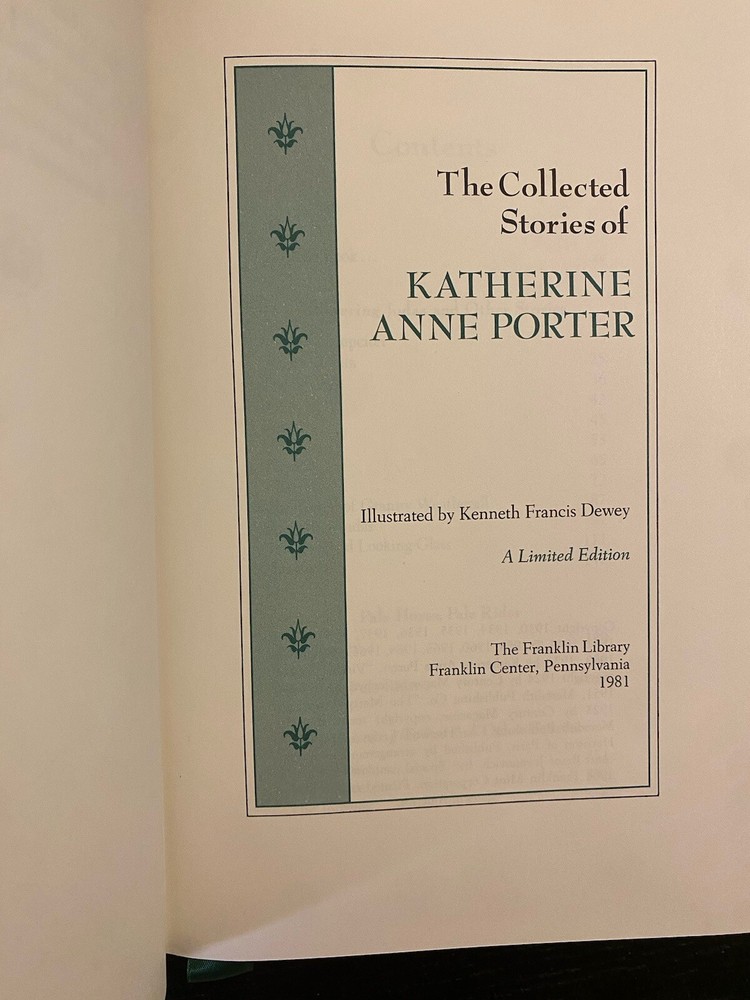 The Collected
Stories of
KATHERINE
ANNE PORTER
Illustrated by Kenneth Francis Dewey
A Limited Edition
The Franklin Library
Franklin Center, Pennsylvania
1981